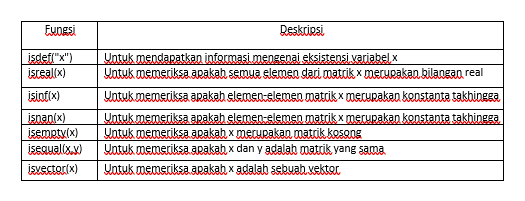 Fungsi Deskripsi
isdef("x") Untuk mendapatkan informasi mengenai eksistensi variabel x
isreal(x) Untuk memeriksa apakah semua elemen dari matrik x merupakan bilangan real
isinf(x) Untuk memeriksa apakah elemen-elemen matrik x merupakan konstanta takhingga
isnan(x) Untuk memeriksa apakah elemen-elemen matrik x merupakan konstanta takhingga
isempty(x) Untuk memeriksa apakah x merupakan matrik kosong
isequal(x,y) Untuk memeriksa apakah x dan y adalah matrik yang sama
isvector(x) Untuk memeriksa apakah x adalah sebuah vektor